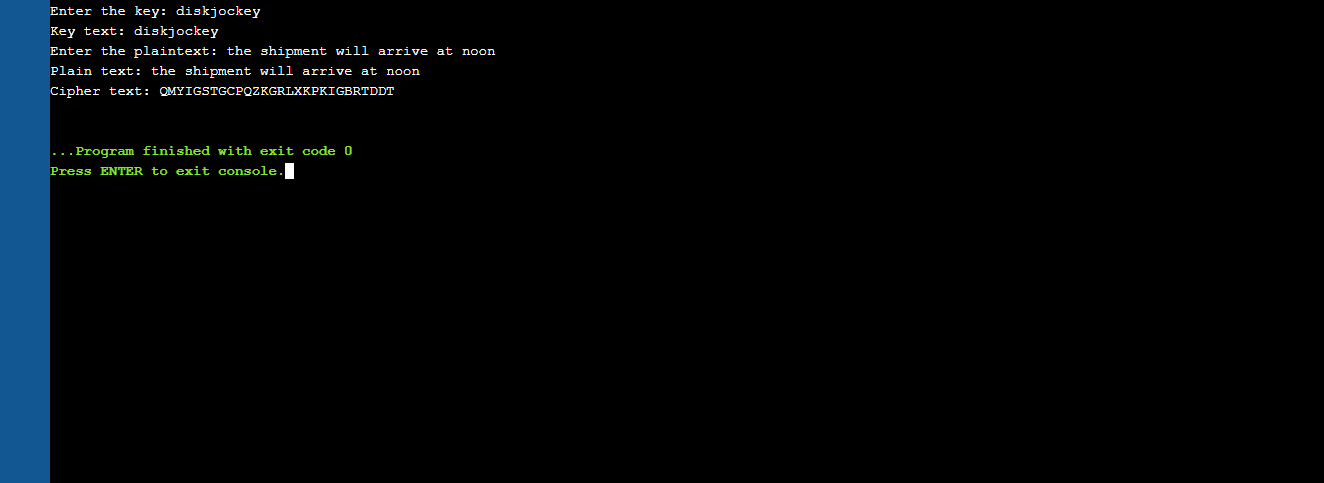 Enter the key: diskjockey
Key text: diskjockey
Enter the plaintext: the shipment will arrive at noon
Plain text: the shipment will arrive at noon
Cipher text: QMYIGSTGCPQZKGRLXKPKIGBRTDDT
...Program finished with exit code 0
Press ENTER to exit console.